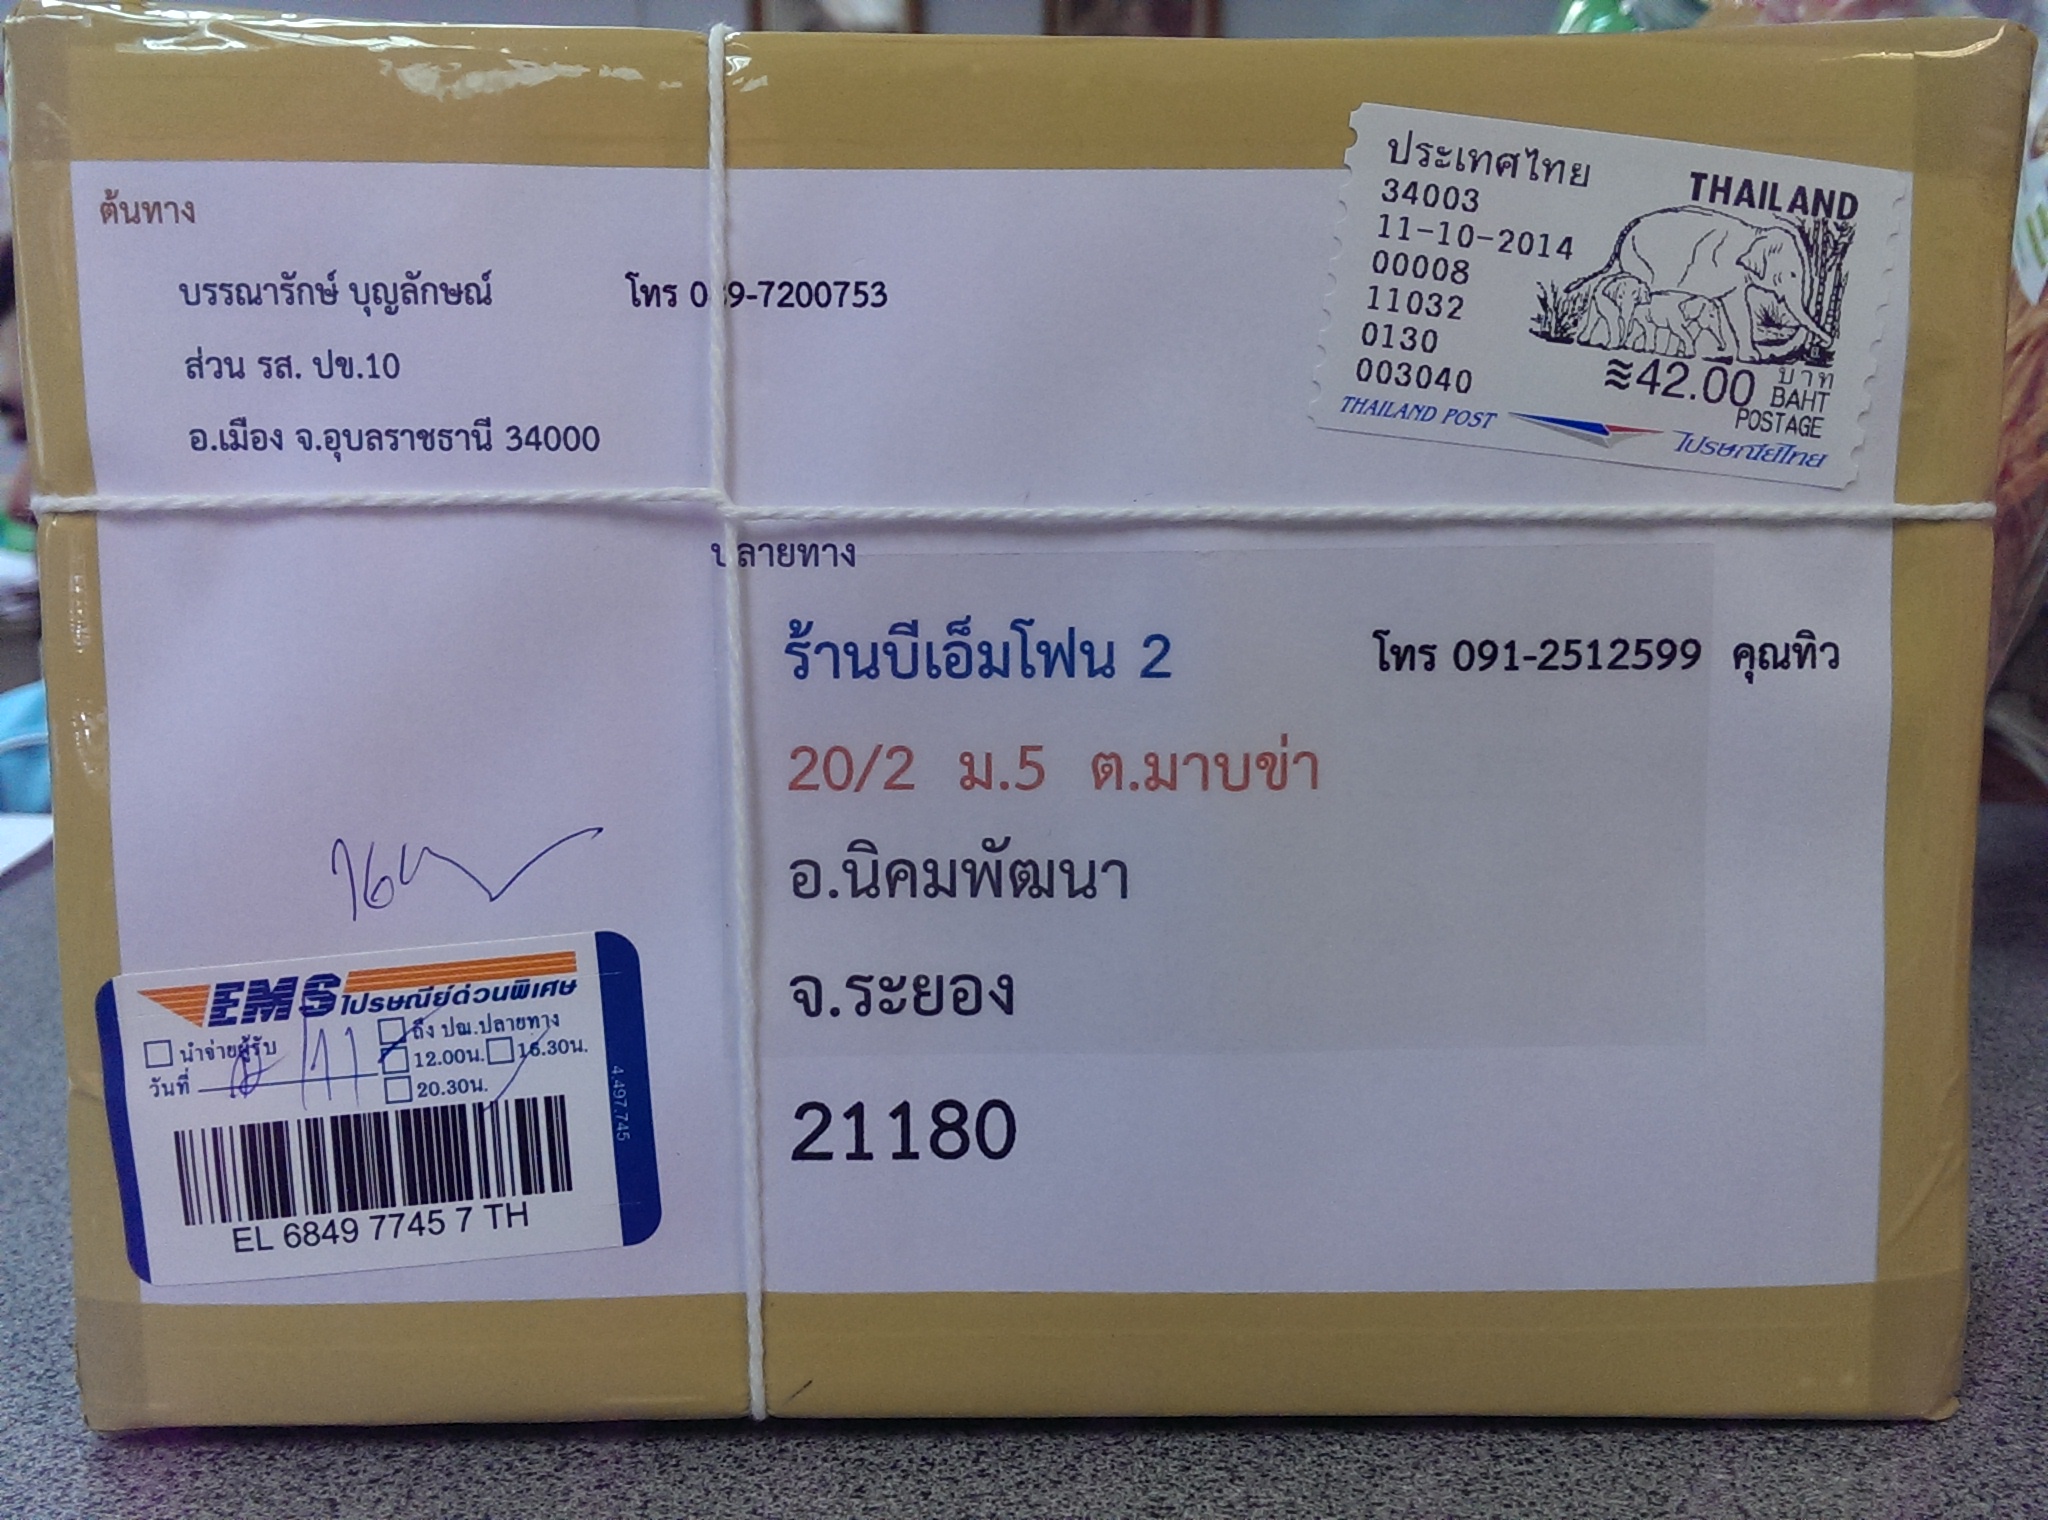 ต้นทาง
บรรณารักษ์ บุญลักษณ์ โทร
ส่วน รส. ปข.10
อ.เมือง จ.อุบลราชธานี 34000
ประเทศไทย THAILAND
34003
11-10-2014
00008
11032
0130
003040
≋42.00 บาท BAHT
POSTAGE
THAILAND POST ไปรษณีย์ไทย
ปลายทาง
ร้านบีเอ็มโฟน 2 โทร 091-2512599 คุณทิว
20/2 ม.5 ต.มาบข่า
อ.นิคมพัฒนา
จ.ระยอง
21180
EMS ไปรษณีย์ด่วนพิเศษ
นำจ่ายผู้รับ ถึง ปณ.ปลายทาง
วันที่ 12.00น. 16.30น.
20.30น.
4,497,745
EL 6849 7745 7 TH